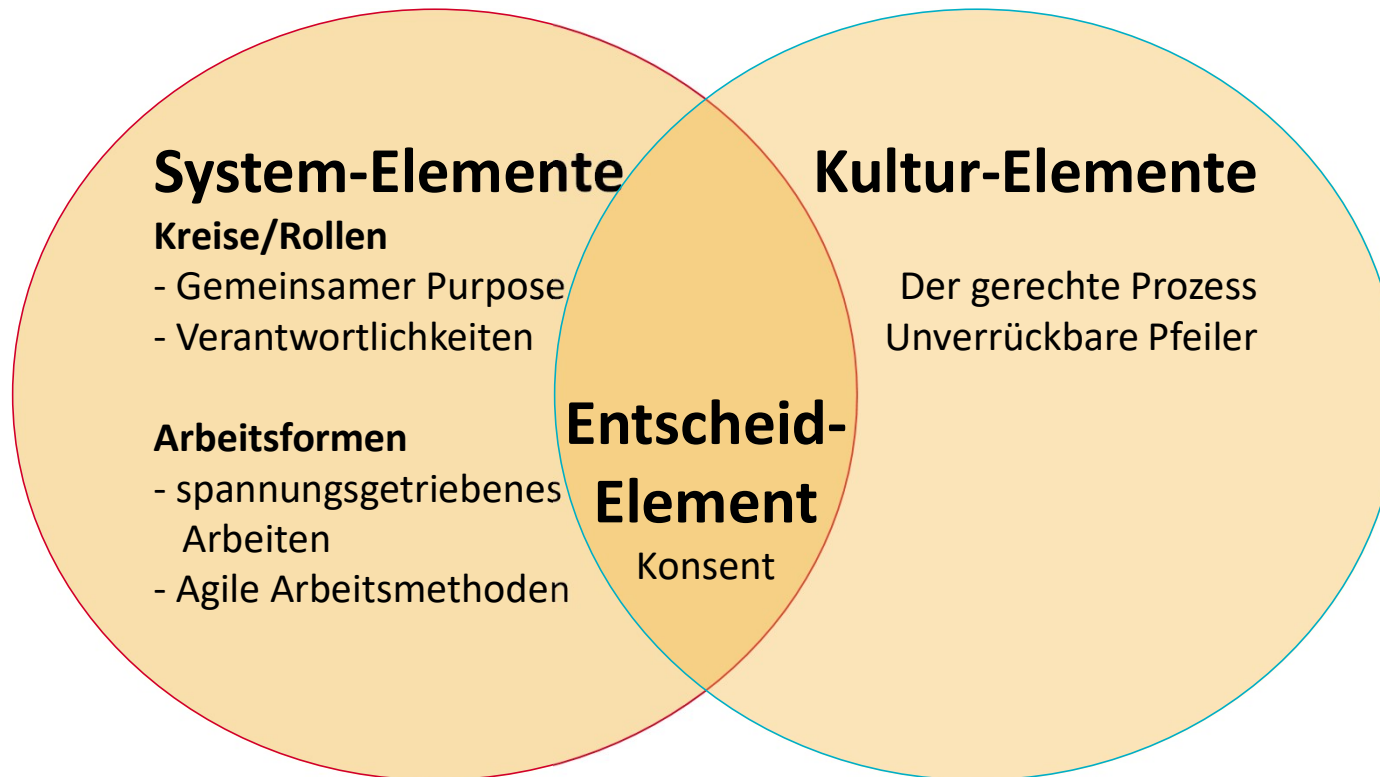 System-Elemente
Kreise/Rollen
- Gemeinsamer Purpose
- Verantwortlichkeiten
Arbeitsformen
- spannungsgetriebenes
Arbeiten
- Agile Arbeitsmethoden
Entscheid-
Element
Konsent
Kultur-Elemente
Der gerechte Prozess
Unverrückbare Pfeiler